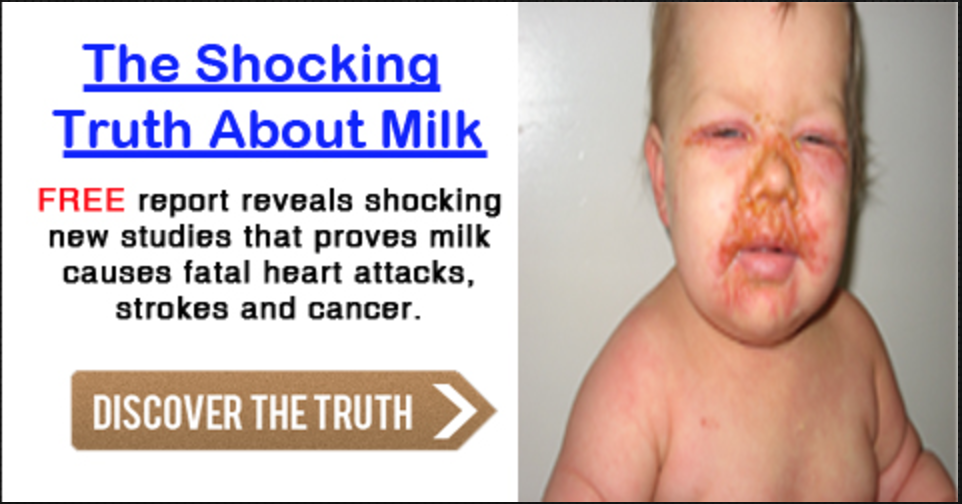 The Shocking
Truth About Milk
FREE report reveals shocking
new studies that proves milk
causes fatal heart attacks,
strokes and cancer.
DISCOVER THE TRUTH